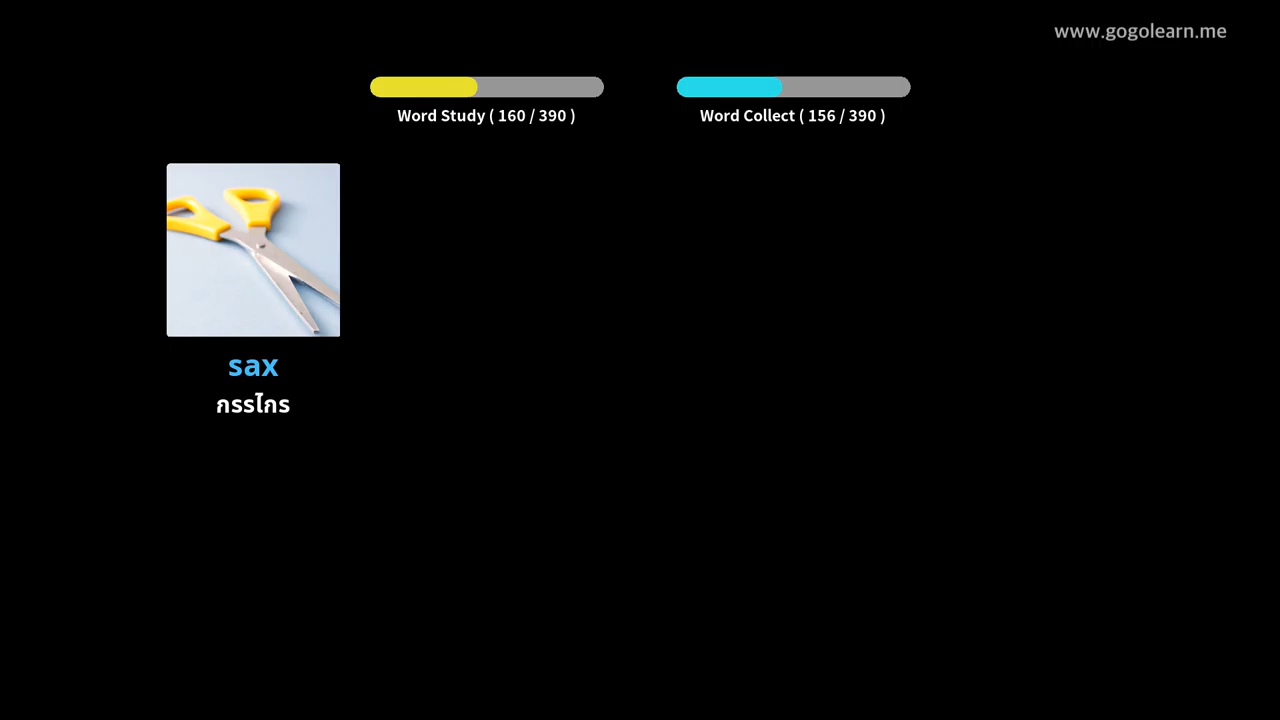 www.gogolearn.me
Word Study ( 160 / 390 )
Word Collect ( 156 / 390 )
sax
กรรไกร